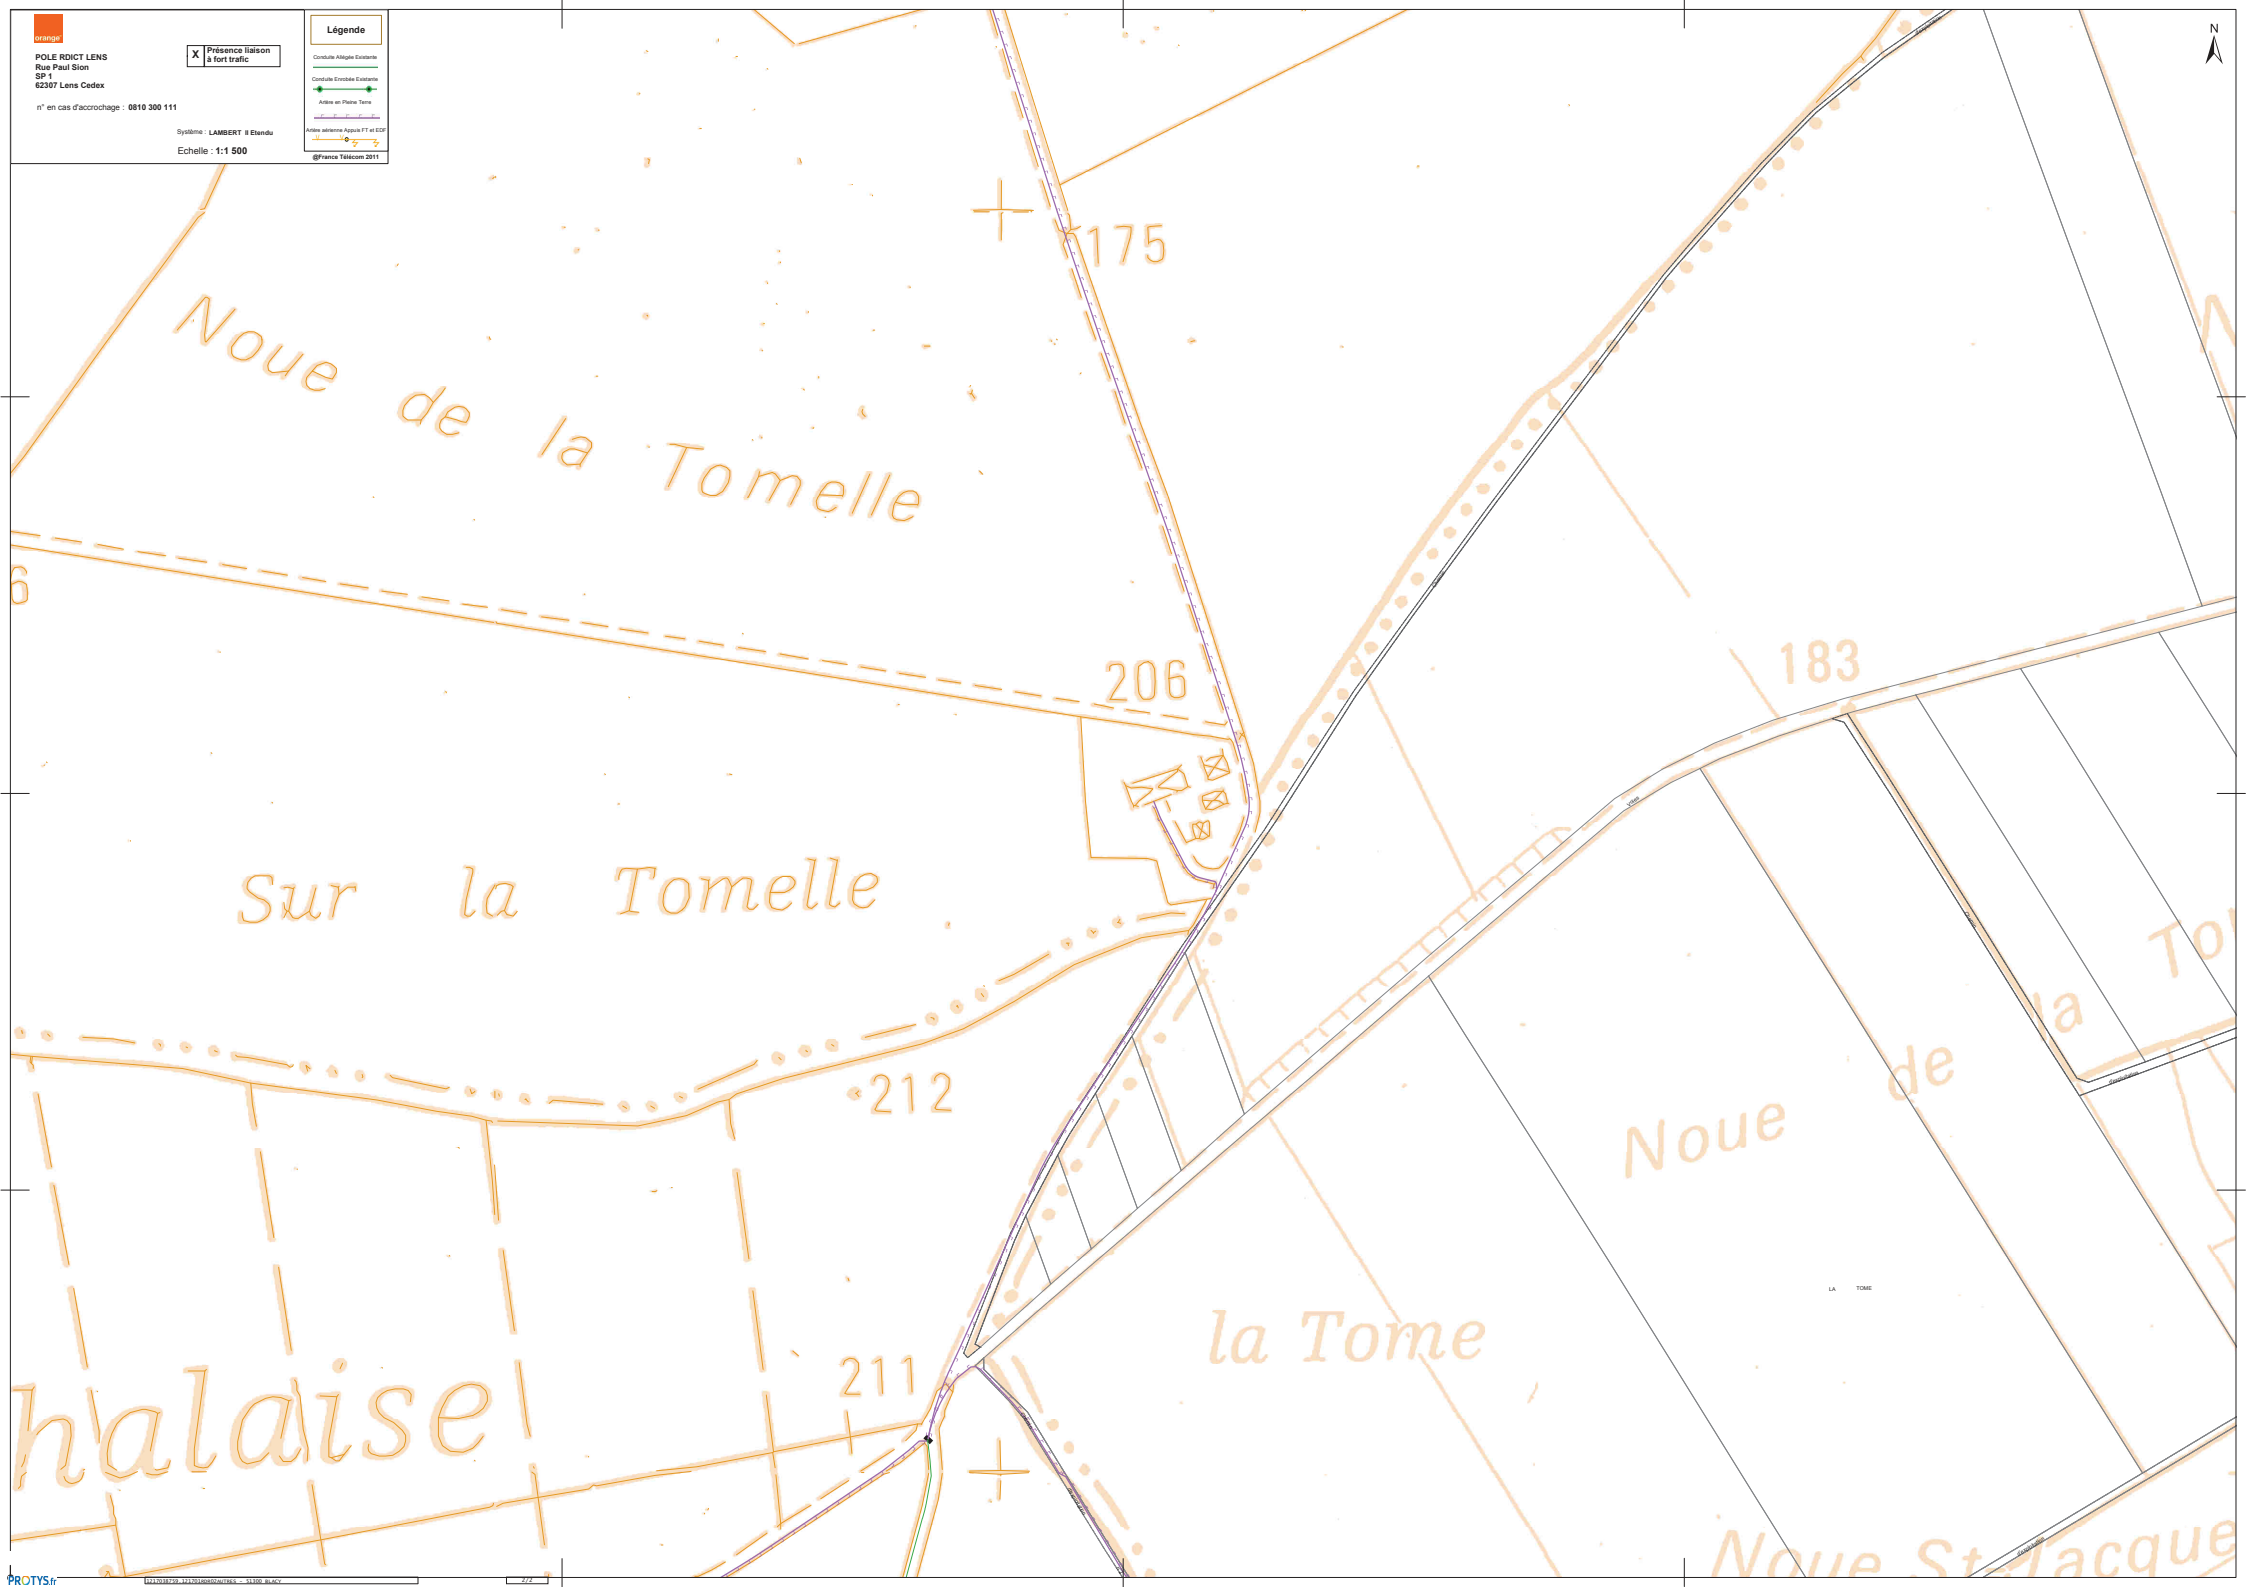 orange
POLE RDICT LENS
Rue Paul Sion
SP 1
62307 Lens Cedex
X Présence liaison
à fort trafic
n° en cas d'accrochage : 0810 300 111
Système : LAMBERT II Etendu
Echelle : 1:1 500
Légende
Conduite Allégée Existante
Conduite Enrobée Existante
Artère en Pleine Terre
Artère aérienne Appuis FT et EDF
@France Télécom 2011
N
175
Noue de la Tomelle
6
206
183
Sur la Tomelle
la To
212
Noue de
LA TOME
la Tome
211
halaise
Noue St Jacque
PROTYS.fr
2/2